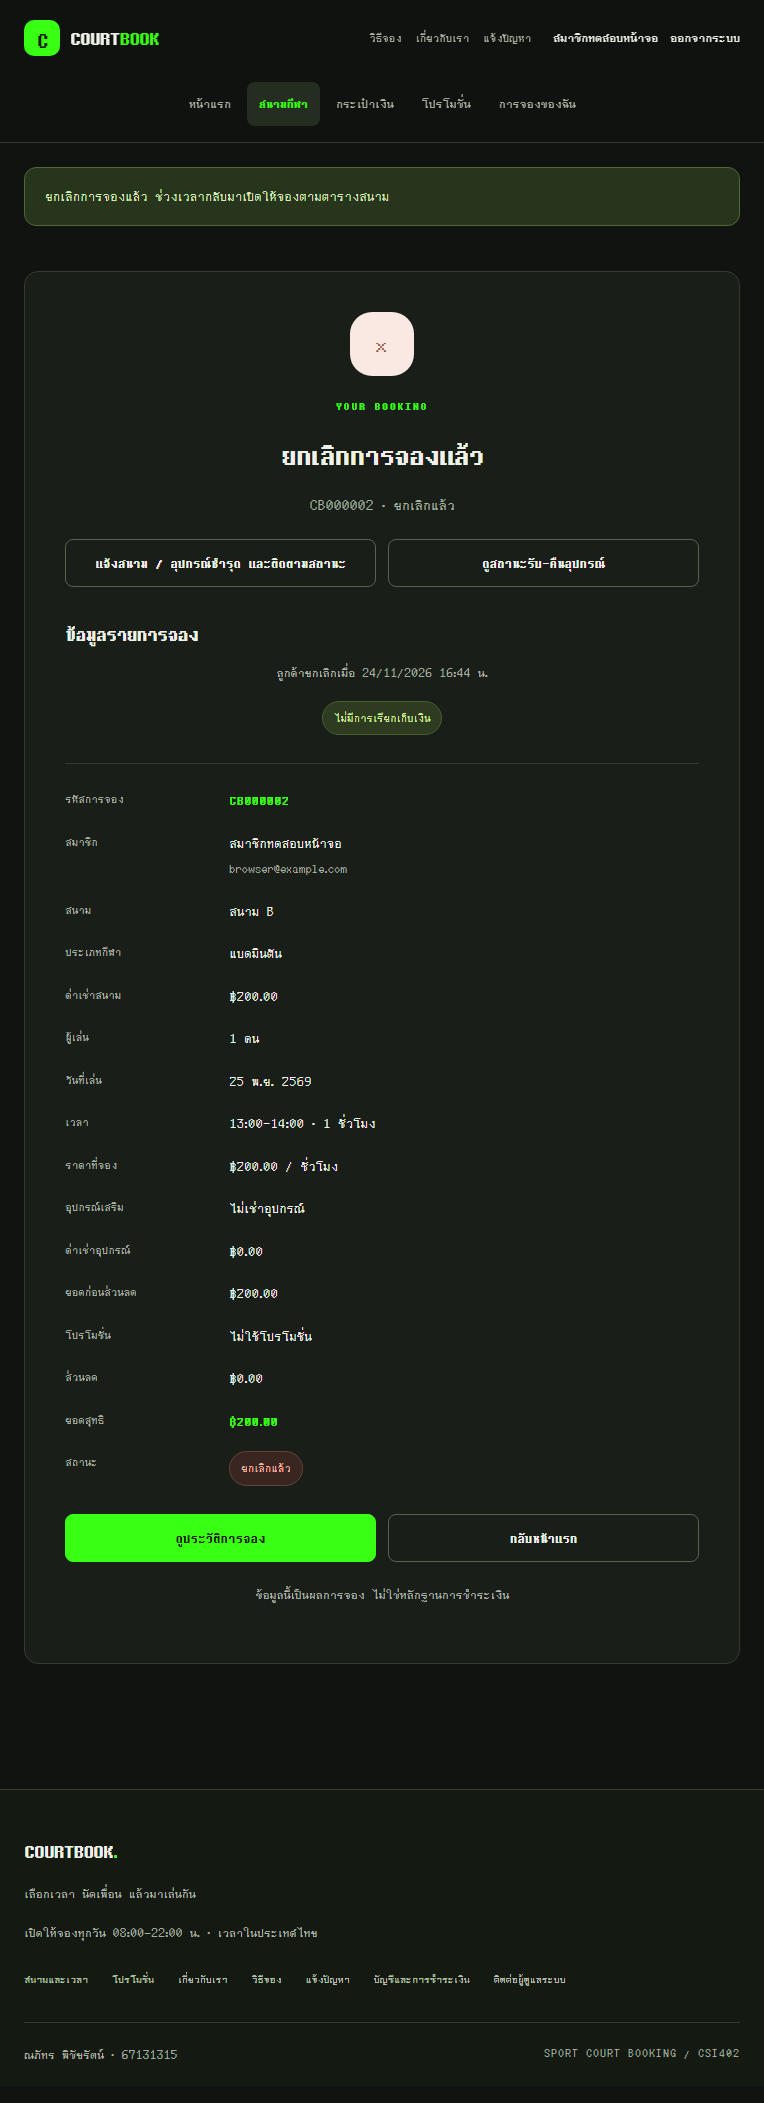 C COURTBOOK
วิธีจอง เกี่ยวกับเรา แจ้งปัญหา สมาชิกทดสอบหน้าจอ ออกจากระบบ
หน้าแรก สนามกีฬา กระเป๋าเงิน โปรโมชั่น การจองของฉัน
ยกเลิกการจองแล้ว ช่วงเวลากลับมาเปิดให้จองตามตารางสนาม
×
YOUR BOOKING
ยกเลิกการจองแล้ว
CB000002 · ยกเลิกแล้ว
แจ้งสนาม / อุปกรณ์ชำรุด และติดตามสถานะ
ดูสถานะรับ-คืนอุปกรณ์
ข้อมูลรายการจอง
ลูกค้ายกเลิกเมื่อ 24/11/2026 16:44 น.
ไม่มีการเรียกเก็บเงิน
รหัสการจอง CB000002
สมาชิก สมาชิกทดสอบหน้าจอ
browser@example.com
สนาม สนาม B
ประเภทกีฬา แบดมินตัน
ค่าเช่าสนาม ฿200.00
ผู้เล่น 1 คน
วันที่เล่น 25 พ.ย. 2569
เวลา 13:00-14:00 · 1 ชั่วโมง
ราคาที่จอง ฿200.00 / ชั่วโมง
อุปกรณ์เสริม ไม่เช่าอุปกรณ์
ค่าเช่าอุปกรณ์ ฿0.00
ยอดก่อนส่วนลด ฿200.00
โปรโมชั่น ไม่ใช้โปรโมชั่น
ส่วนลด ฿0.00
ยอดสุทธิ ฿200.00
สถานะ ยกเลิกแล้ว
ดูประวัติการจอง
กลับหน้าแรก
ข้อมูลนี้เป็นผลการจอง ไม่ใช่หลักฐานการชำระเงิน
COURTBOOK.
เลือกเวลา นัดเพื่อน แล้วมาเล่นกัน
เปิดให้จองทุกวัน 08:00-22:00 น. · เวลาในประเทศไทย
สนามและเวลา โปรโมชั่น เกี่ยวกับเรา วิธีจอง แจ้งปัญหา บัญชีและการชำระเงิน ติดต่อผู้ดูแลระบบ
ณภัทร พิชัยรัตน์ · 67131315
SPORT COURT BOOKING / CSI402